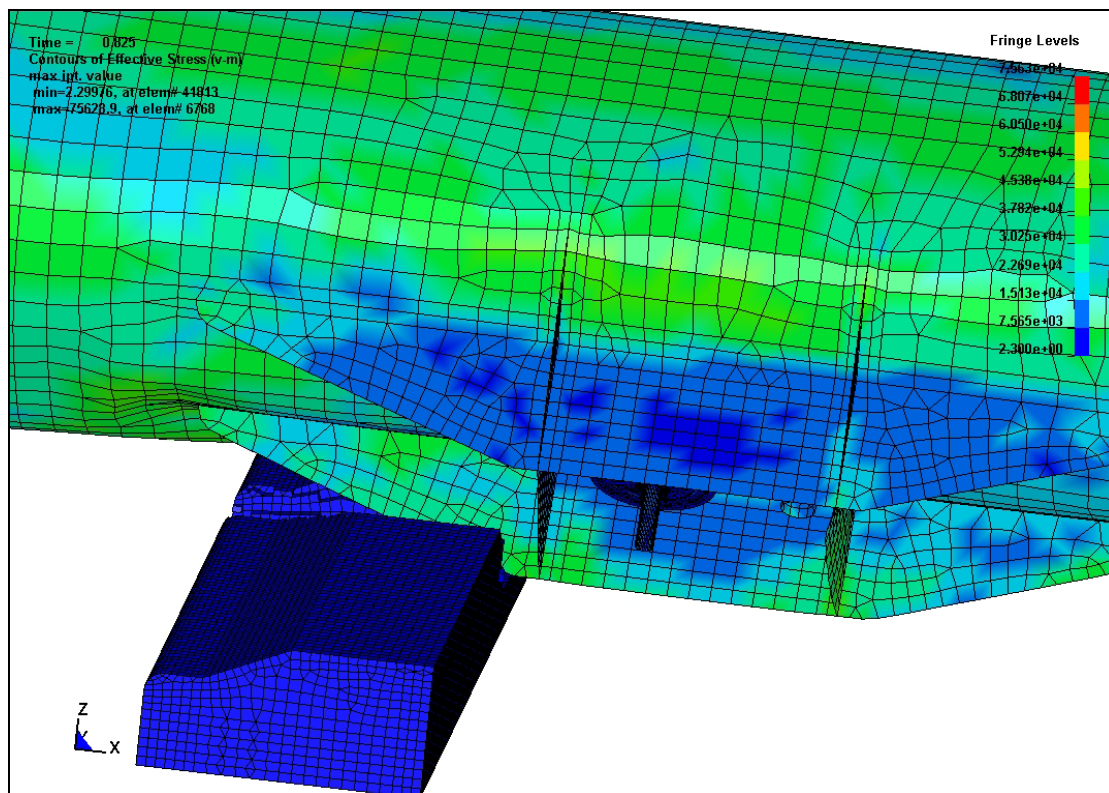 Time = 0.825
Contours of Effective Stress (v-m)
max ipt. value
min=2.29976, at elem# 41813
max=75628.9, at elem# 6768
Fringe Levels
7.563e+04
6.807e+04
6.050e+04
5.294e+04
4.538e+04
3.782e+04
3.025e+04
2.269e+04
1.513e+04
7.565e+03
2.300e+00
Z
Y
X